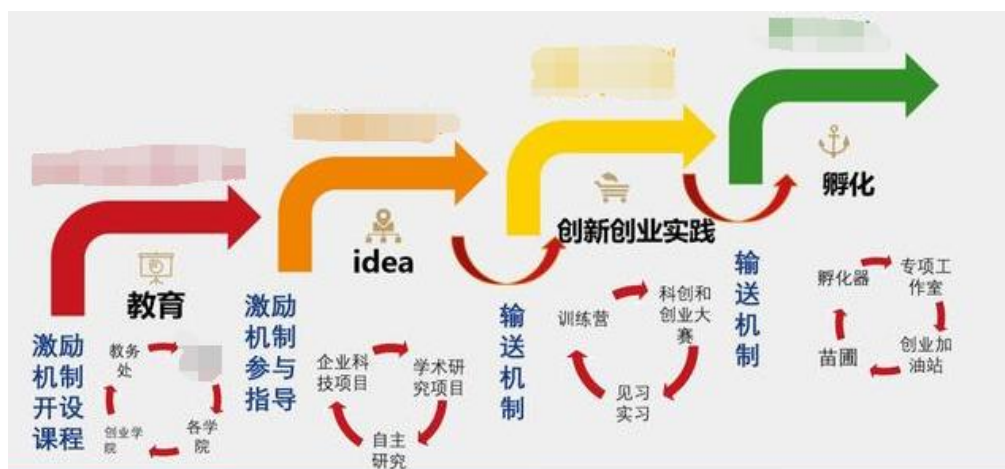 激励
机制
开设
课程
教育
教务
处
各学
院
创业学
院
激励
机制
参与
指导
idea
企业科
技项目
学术研
究项目
自主
研究
输
送
机
制
创新创业实践
训练营
科创和
创业大
赛
见习
实习
输
送
机
制
孵化
孵化器
专项工
作室
创业加
油站
苗圃